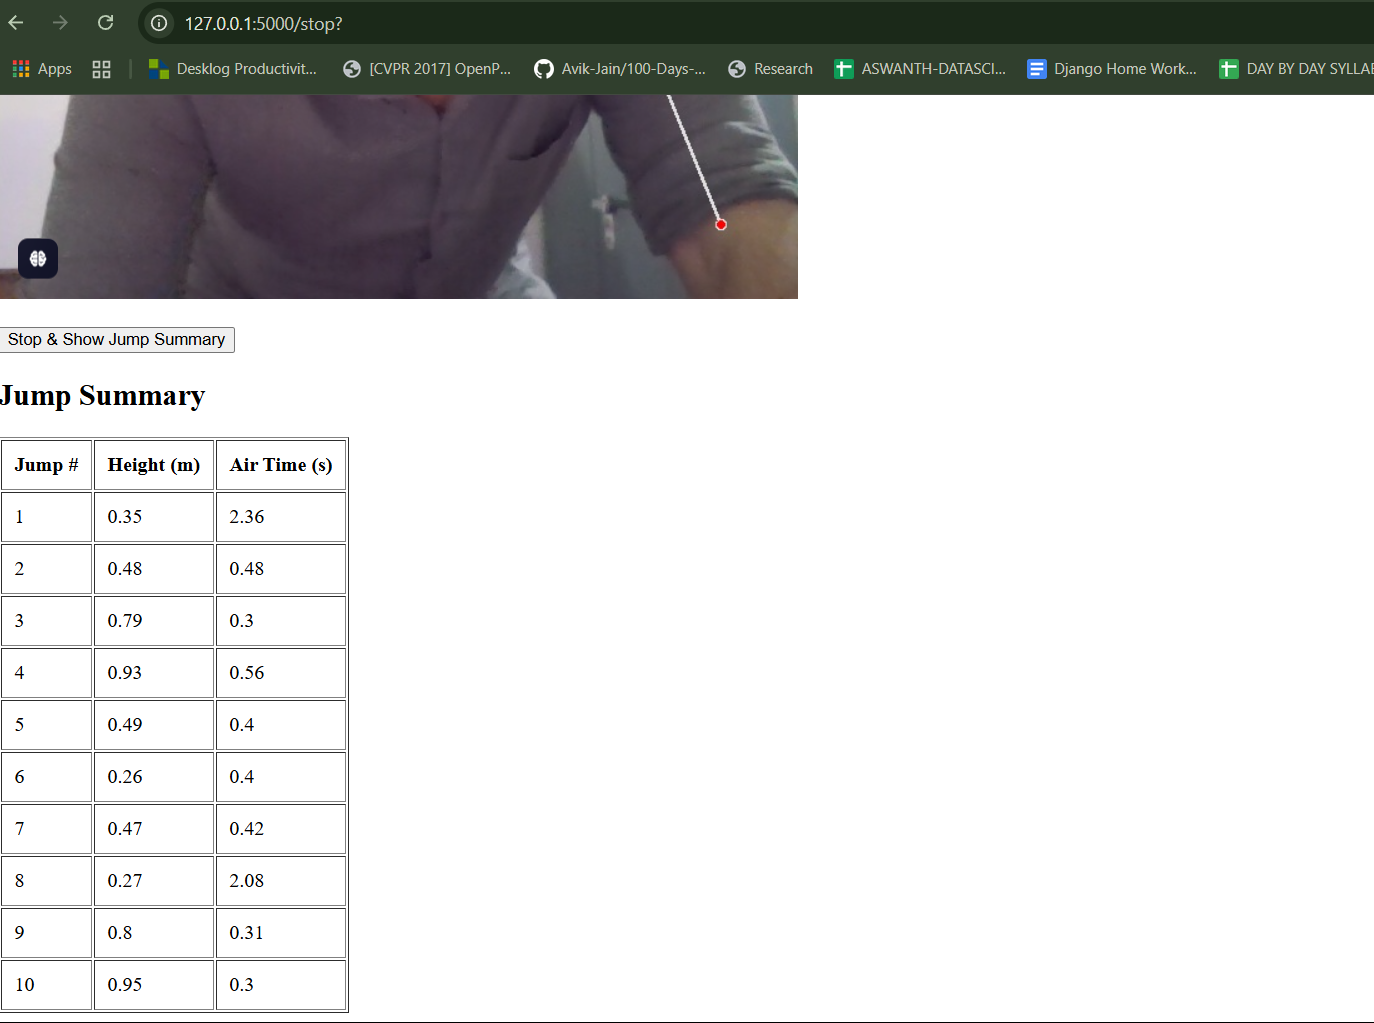 127.0.0.1:5000/stop?
Apps Desklog Productivit... [CVPR 2017] OpenP... Avik-Jain/100-Days-... Research ASWANTH-DATASCI... Django Home Work... DAY BY DAY SYLLAB
Stop & Show Jump Summary
Jump Summary
Jump # Height (m) Air Time (s)
1 0.35 2.36
2 0.48 0.48
3 0.79 0.3
4 0.93 0.56
5 0.49 0.4
6 0.26 0.4
7 0.47 0.42
8 0.27 2.08
9 0.8 0.31
10 0.95 0.3